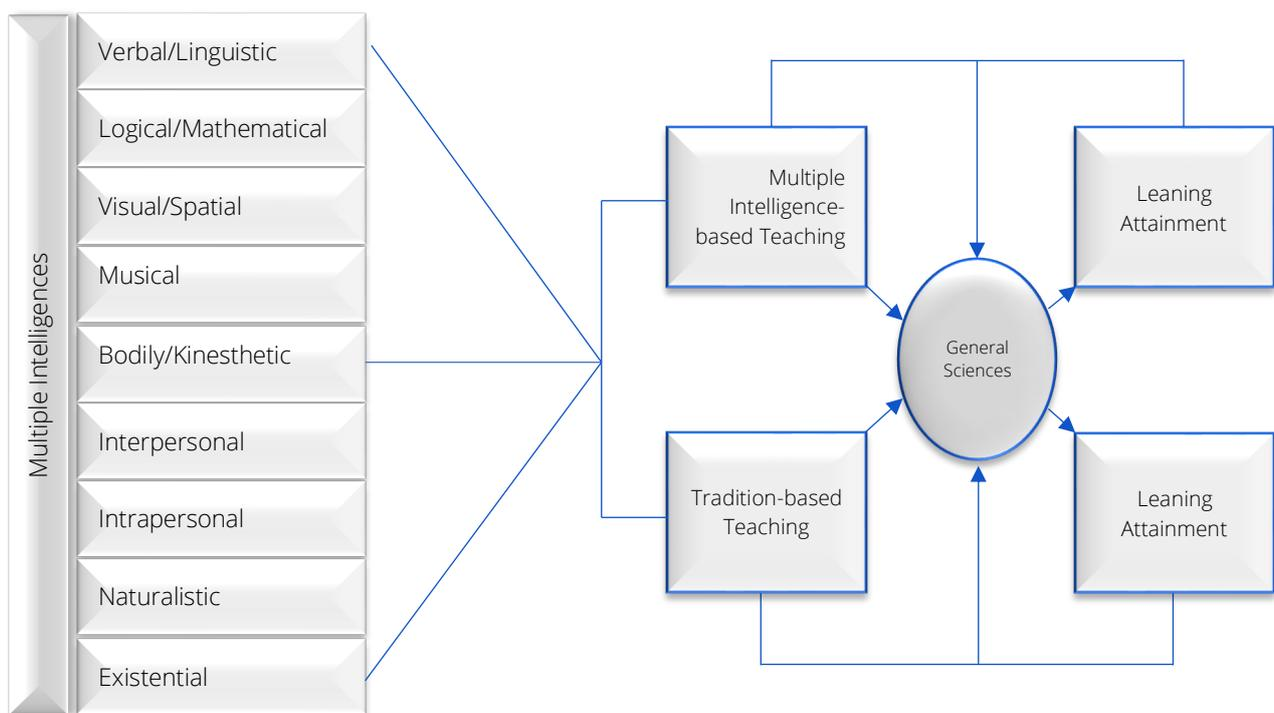 Multiple Intelligences
Verbal/Linguistic
Logical/Mathematical
Visual/Spatial
Musical
Bodily/Kinesthetic
Interpersonal
Intrapersonal
Naturalistic
Existential
Multiple
Intelligence-
based Teaching
Tradition-based
Teaching
General
Sciences
Leaning
Attainment
Leaning
Attainment